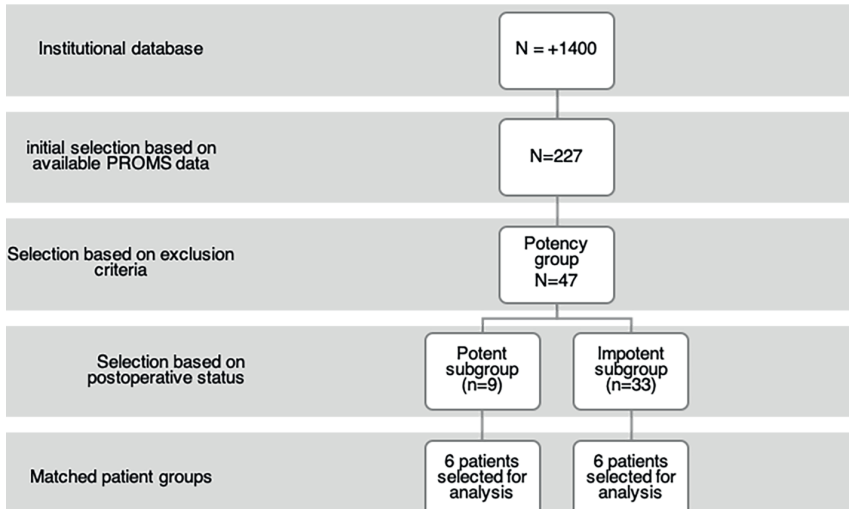 Institutional database
N = +1400
initial selection based on
available PROMS data
N=227
Selection based on exclusion
criteria
Potency
group
N=47
Selection based on
postoperative status
Potent
subgroup
(n=9)
Impotent
subgroup
(n=33)
Matched patient groups
6 patients
selected for
analysis
6 patients
selected for
analysis